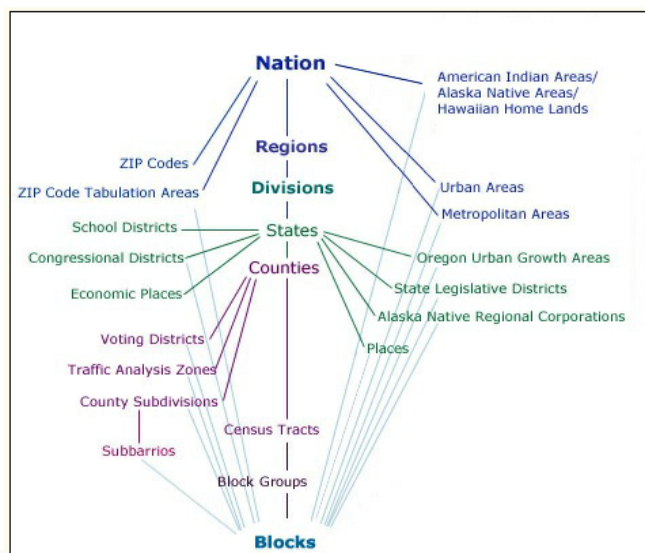 Nation
American Indian Areas/
Alaska Native Areas/
Hawaiian Home Lands
Regions
ZIP Codes
Divisions
ZIP Code Tabulation Areas
Urban Areas
Metropolitan Areas
School Districts
States
Congressional Districts
Oregon Urban Growth Areas
Counties
Economic Places
State Legislative Districts
Alaska Native Regional Corporations
Voting Districts
Places
Traffic Analysis Zones
County Subdivisions
Census Tracts
Subbarrios
Block Groups
Blocks